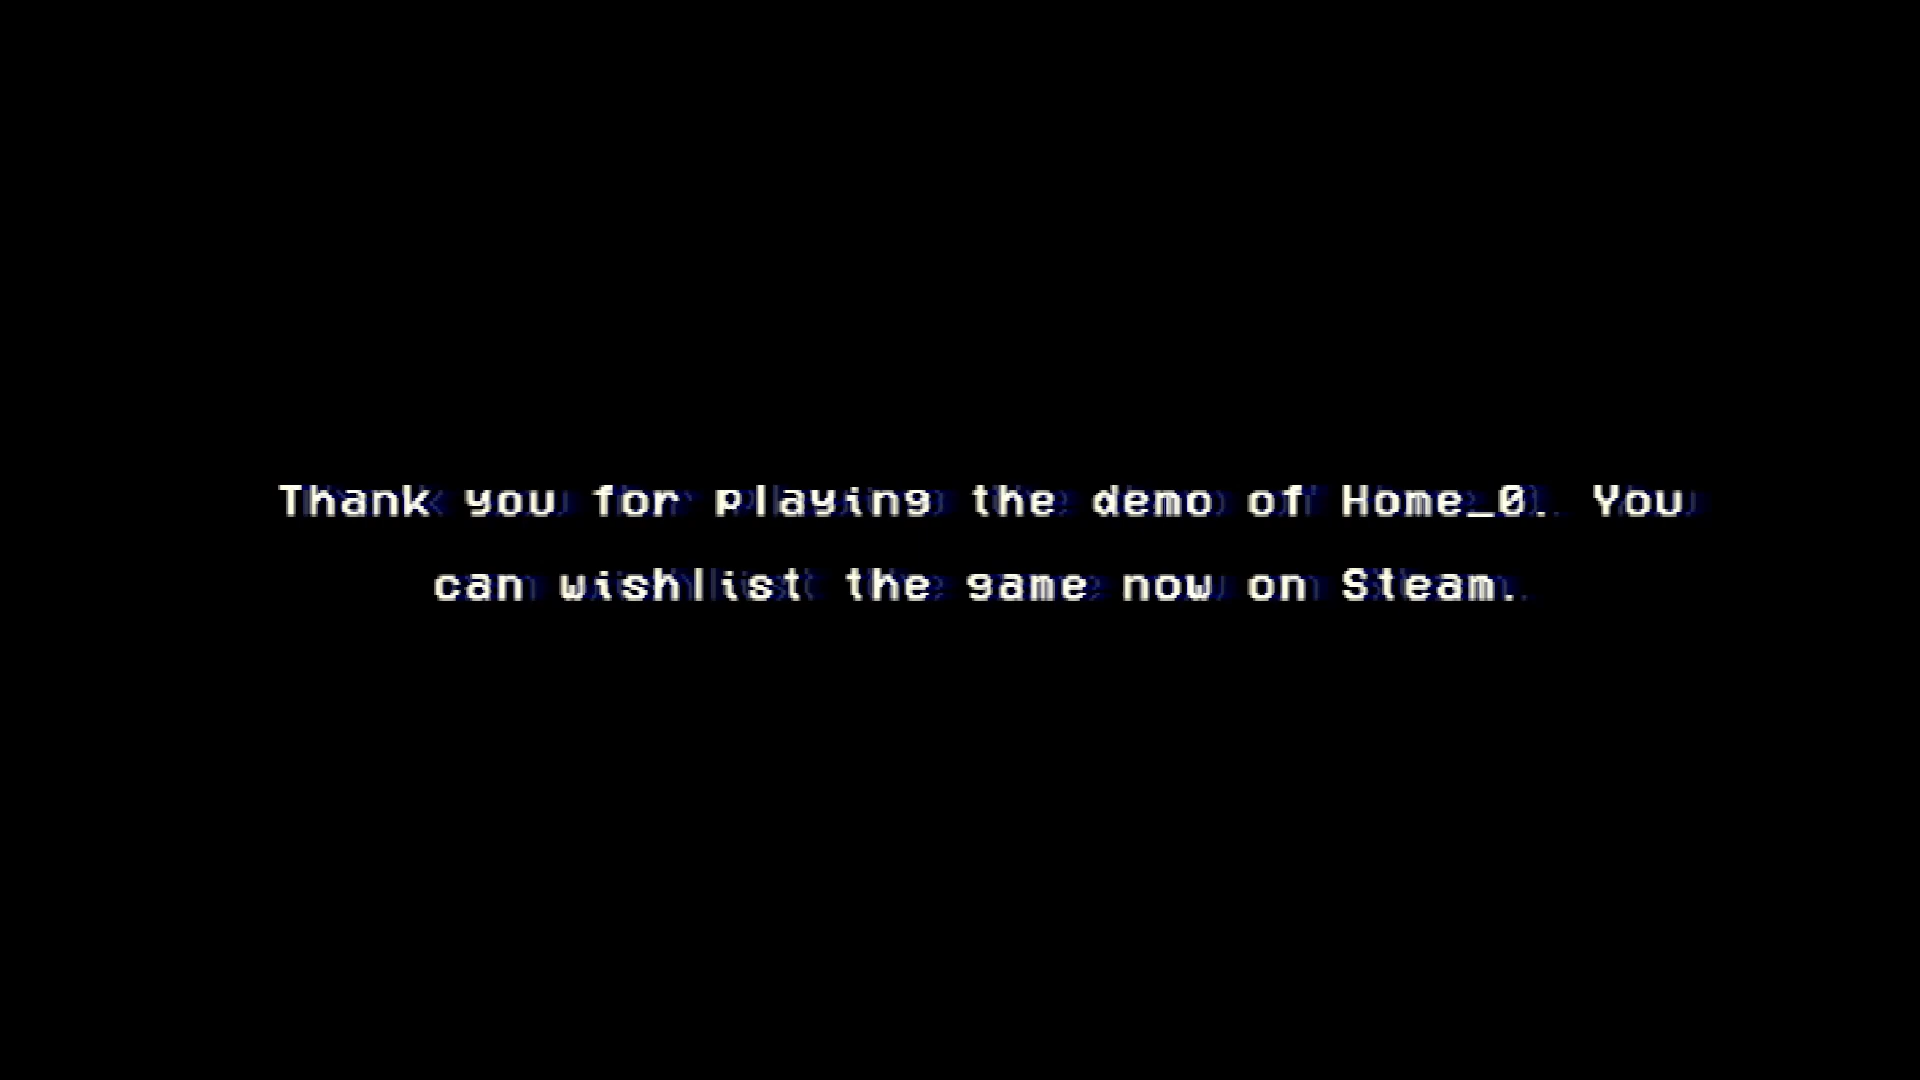 Thank you for playing the demo of Home_0. You
can wishlist the game now on Steam.